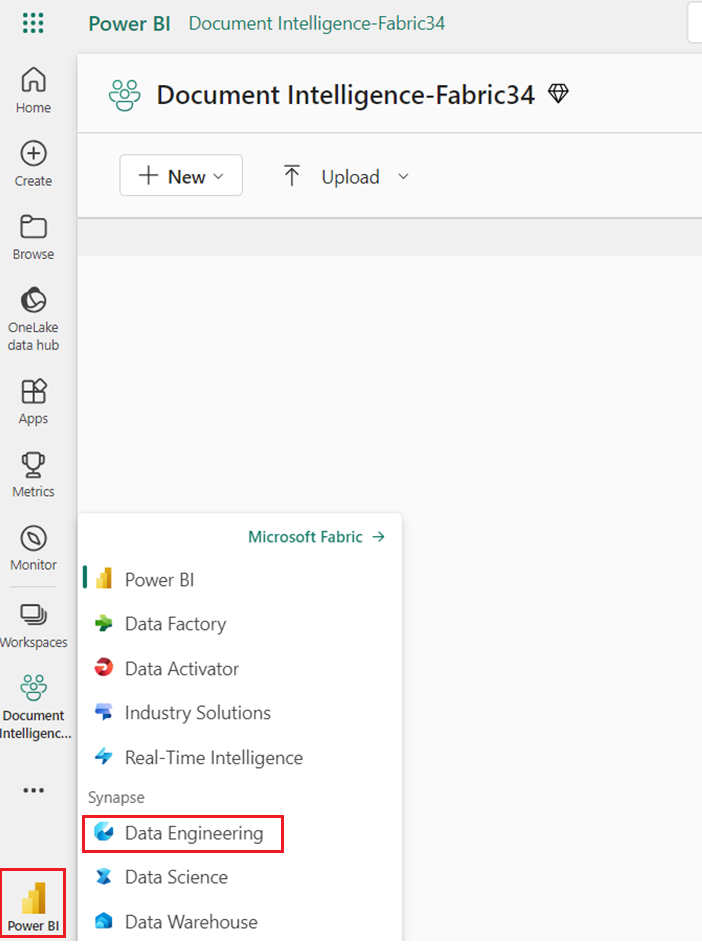 Power BI Document Intelligence-Fabric34
Home
Create
Browse
OneLake
data hub
Apps
Metrics
Monitor
Workspaces
Document
Intelligenc...
Power BI
Document Intelligence-Fabric34
New Upload
Microsoft Fabric
Power BI
Data Factory
Data Activator
Industry Solutions
Real-Time Intelligence
Synapse
Data Engineering
Data Science
Data Warehouse